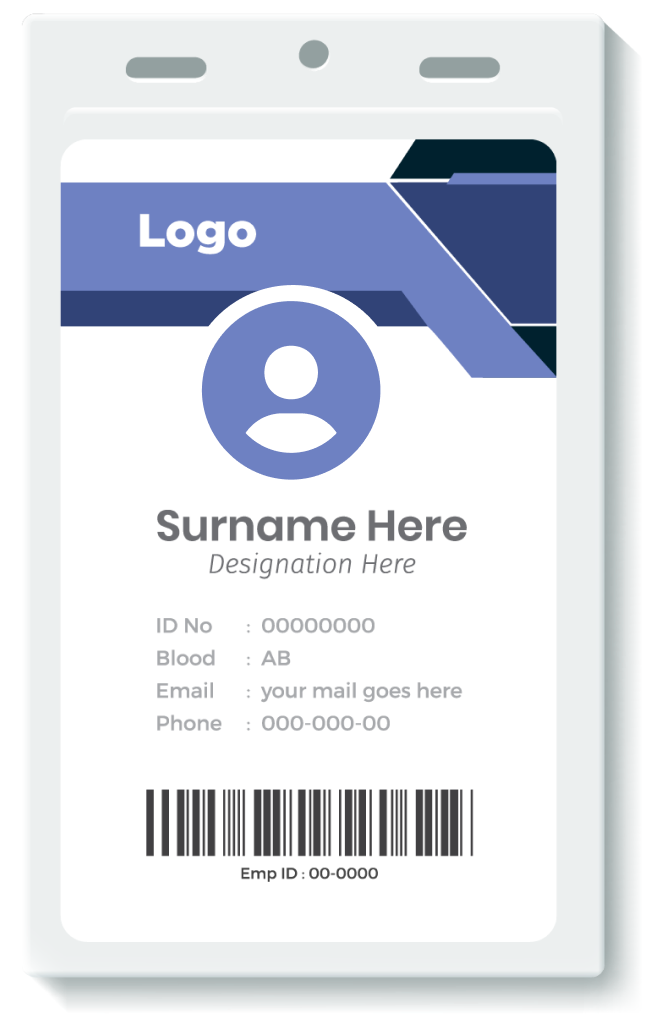 Logo
Surname Here
Designation Here
ID No : 00000000
Blood : AB
Email : your mail goes here
Phone : 000-000-00
Emp ID : 00-0000